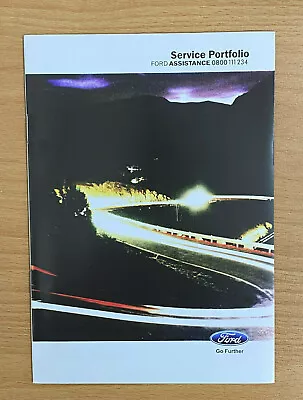 Service Portfolio
FORD ASSISTANCE 0800 111 234
Ford
Go Further